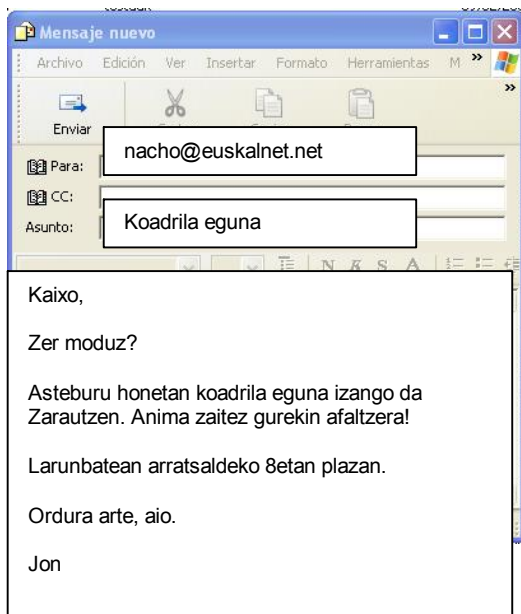 Mensaje nuevo
Archivo Edición Ver Insertar Formato Herramientas M »
»
Enviar
Para: nacho@euskalnet.net
CC:
Asunto: Koadrila eguna
N K S A
Kaixo,
Zer moduz?
Asteburu honetan koadrila eguna izango da
Zarautzen. Anima zaitez gurekin afaltzera!
Larunbatean arratsaldeko 8etan plazan.
Ordura arte, aio.
Jon